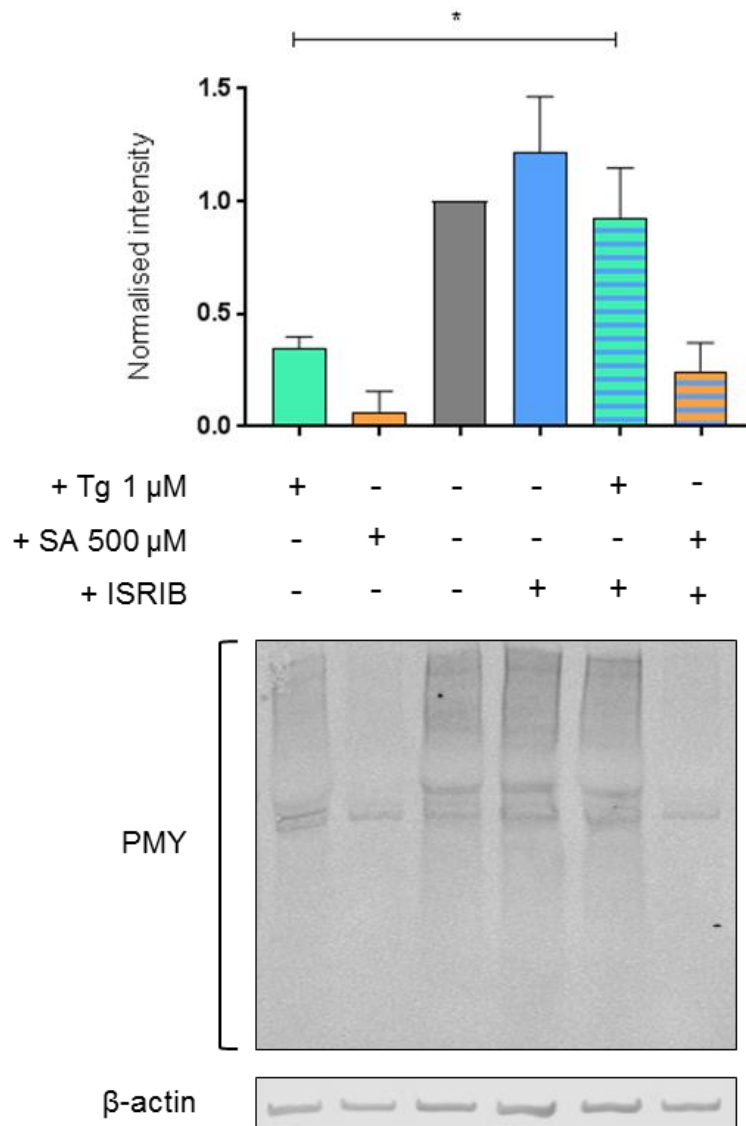 *
1.5
1.0
0.5
0.0
Normalised intensity
+ Tg 1 µM + - - - + -
+ SA 500 µM - + - - - +
+ ISRIB - - - + + +
PMY
β-actin